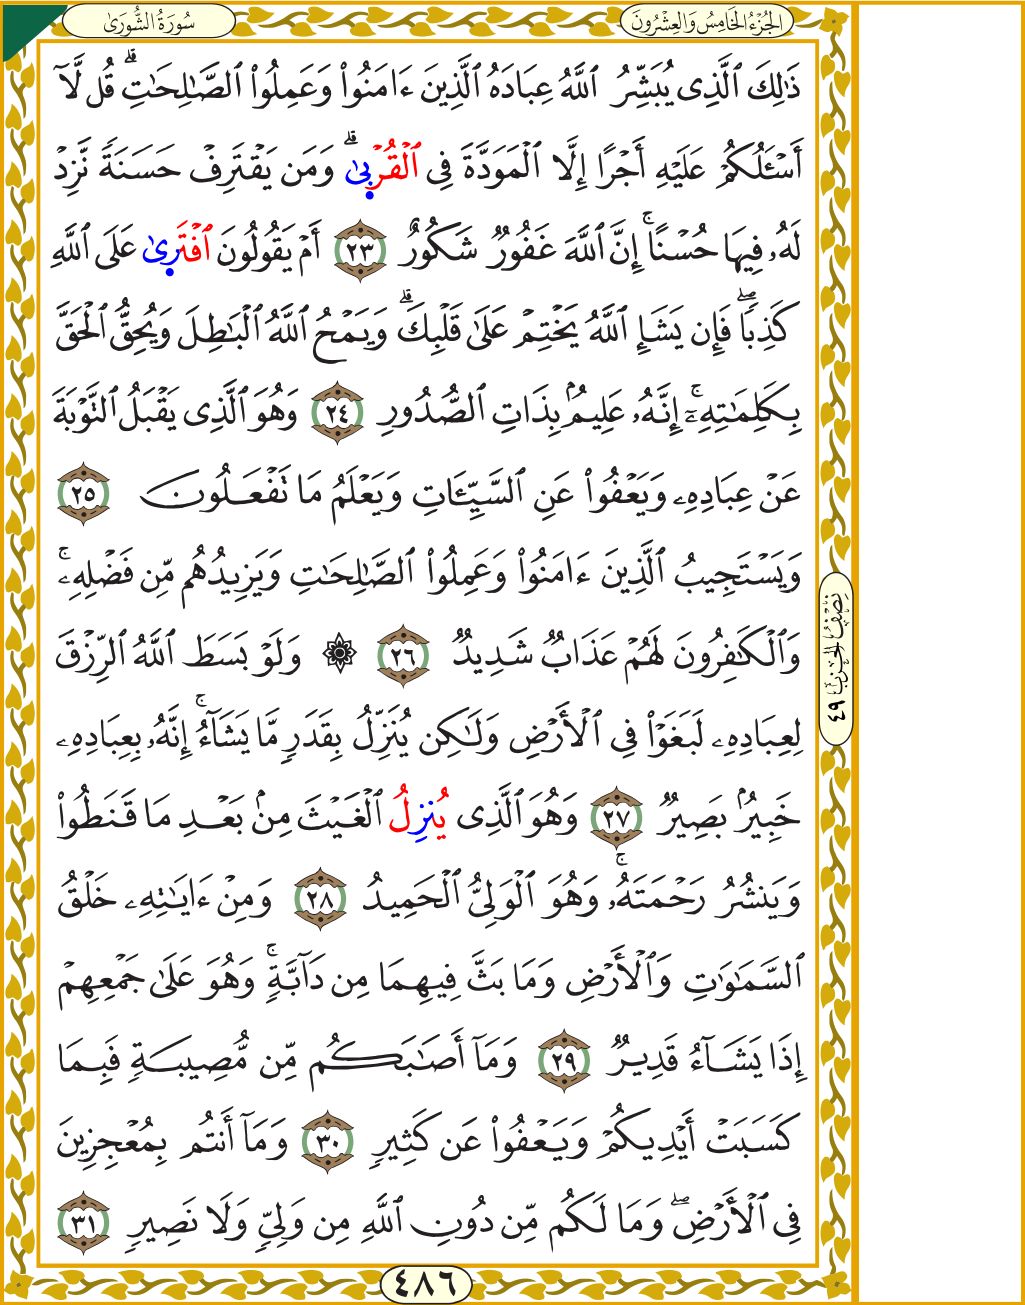 الجُزْءُ الخَامِسُ وَالعِشْرُونَ
سُورَةُ الشُّورَىٰ
ذَٰلِكَ ٱلَّذِى يُبَشِّرُ ٱللَّهُ عِبَادَهُ ٱلَّذِينَ ءَامَنُوا۟ وَعَمِلُوا۟ ٱلصَّـٰلِحَـٰتِ ۗ قُل لَّآ
أَسْـَٔلُكُمْ عَلَيْهِ أَجْرًا إِلَّا ٱلْمَوَدَّةَ فِى ٱلْقُرْبىٰ ۗ وَمَن يَقْتَرِفْ حَسَنَةً نَّزِدْ
لَهُۥ فِيهَا حُسْنًا ۚ إِنَّ ٱللَّهَ غَفُورٌ شَكُورٌ ٢٣ أَمْ يَقُولُونَ ٱفْتَرىٰ عَلَى ٱللَّهِ
كَذِبًا ۖ فَإِن يَشَإِ ٱللَّهُ يَخْتِمْ عَلَىٰ قَلْبِكَ ۗ وَيَمْحُ ٱللَّهُ ٱلْبَـٰطِلَ وَيُحِقُّ ٱلْحَقَّ
بِكَلِمَـٰتِهِۦٓ ۚ إِنَّهُۥ عَلِيمٌۢ بِذَاتِ ٱلصُّدُورِ ٢٤ وَهُوَ ٱلَّذِى يَقْبَلُ ٱلتَّوْبَةَ
عَنْ عِبَادِهِۦ وَيَعْفُوا۟ عَنِ ٱلسَّيِّـَٔاتِ وَيَعْلَمُ مَا تَفْعَلُونَ ٢٥
وَيَسْتَجِيبُ ٱلَّذِينَ ءَامَنُوا۟ وَعَمِلُوا۟ ٱلصَّـٰلِحَـٰتِ وَيَزِيدُهُم مِّن فَضْلِهِۦ ۚ
وَٱلْكَـٰفِرُونَ لَهُمْ عَذَابٌ شَدِيدٌ ٢٦ ۞ وَلَوْ بَسَطَ ٱللَّهُ ٱلرِّزْقَ
لِعِبَادِهِۦ لَبَغَوْا۟ فِى ٱلْأَرْضِ وَلَـٰكِن يُنَزِّلُ بِقَدَرٍ مَّا يَشَآءُ ۚ إِنَّهُۥ بِعِبَادِهِۦ
خَبِيرٌۢ بَصِيرٌ ٢٧ وَهُوَ ٱلَّذِى يُنزِلُ ٱلْغَيْثَ مِنۢ بَعْدِ مَا قَنَطُوا۟
وَيَنشُرُ رَحْمَتَهُۥ ۚ وَهُوَ ٱلْوَلِىُّ ٱلْحَمِيدُ ٢٨ وَمِنْ ءَايَـٰتِهِۦ خَلْقُ
ٱلسَّمَـٰوَٰتِ وَٱلْأَرْضِ وَمَا بَثَّ فِيهِمَا مِن دَآبَّةٍ ۚ وَهُوَ عَلَىٰ جَمْعِهِمْ
إِذَا يَشَآءُ قَدِيرٌ ٢٩ وَمَآ أَصَـٰبَكُم مِّن مُّصِيبَةٍ فَبِمَا
كَسَبَتْ أَيْدِيكُمْ وَيَعْفُوا۟ عَن كَثِيرٍ ٣٠ وَمَآ أَنتُم بِمُعْجِزِينَ
فِى ٱلْأَرْضِ ۖ وَمَا لَكُم مِّن دُونِ ٱللَّهِ مِن وَلِىٍّ وَلَا نَصِيرٍ ٣١
نِصْفُ الحِزْبِ ٤٩
٤٨٦